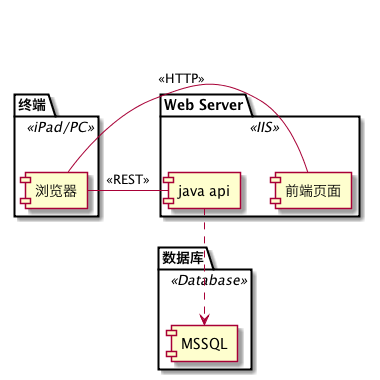 «HTTP»
终端
Web Server
«iPad/PC»
«IIS»
«REST»
浏览器
java api
前端页面
数据库
«Database»
MSSQL